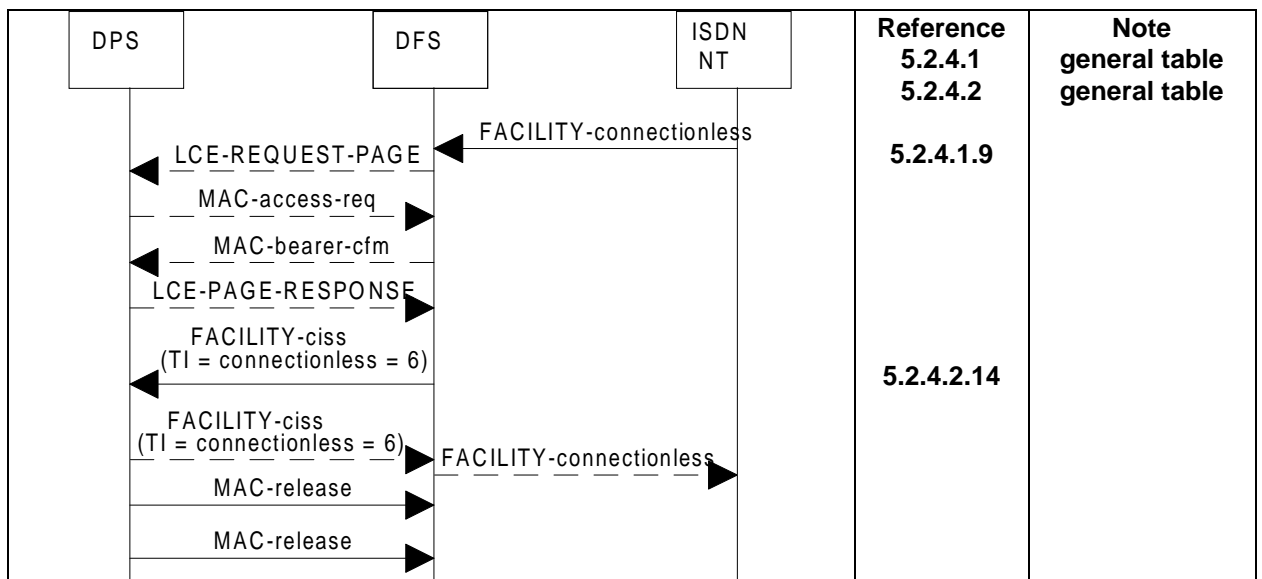 DPS
DFS
ISDN
NT
Reference
Note
5.2.4.1
general table
5.2.4.2
general table
FACILITY-connectionless
LCE-REQUEST-PAGE
5.2.4.1.9
MAC-access-req
MAC-bearer-cfm
LCE-PAGE-RESPONSE
FACILITY-ciss
(TI = connectionless = 6)
5.2.4.2.14
FACILITY-ciss
(TI = connectionless = 6)
FACILITY-connectionless
MAC-release
MAC-release